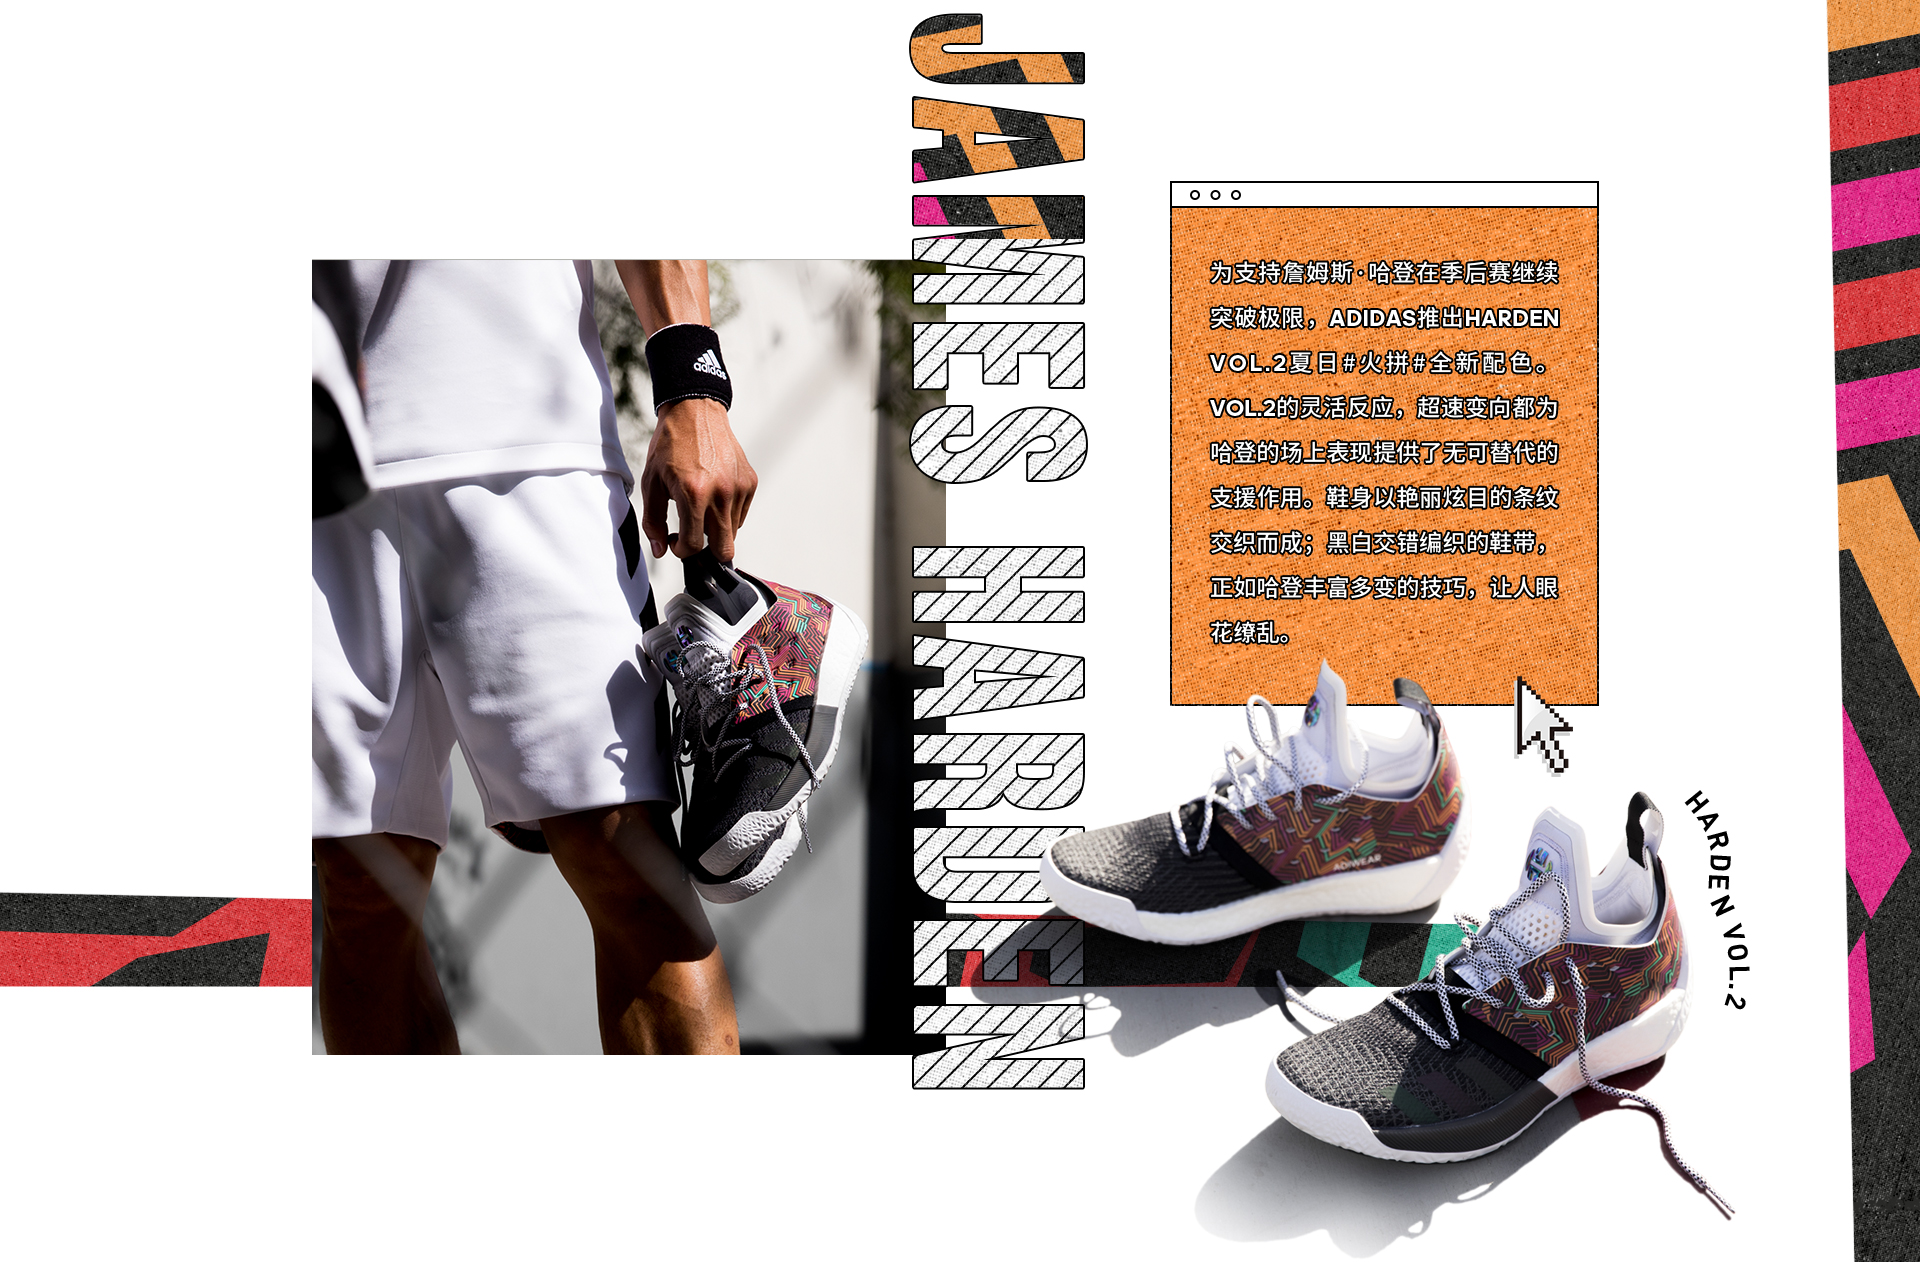 JAMES HARDEN
为支持詹姆斯·哈登在季后赛继续
突破极限，ADIDAS推出HARDEN
VOL.2夏日#火拼#全新配色。
VOL.2的灵活反应，超速变向都为
哈登的场上表现提供了无可替代的
支援作用。鞋身以艳丽炫目的条纹
交织而成；黑白交错编织的鞋带，
正如哈登丰富多变的技巧，让人眼
花缭乱。
adidas
ADIWEAR
HARDEN VOL.2